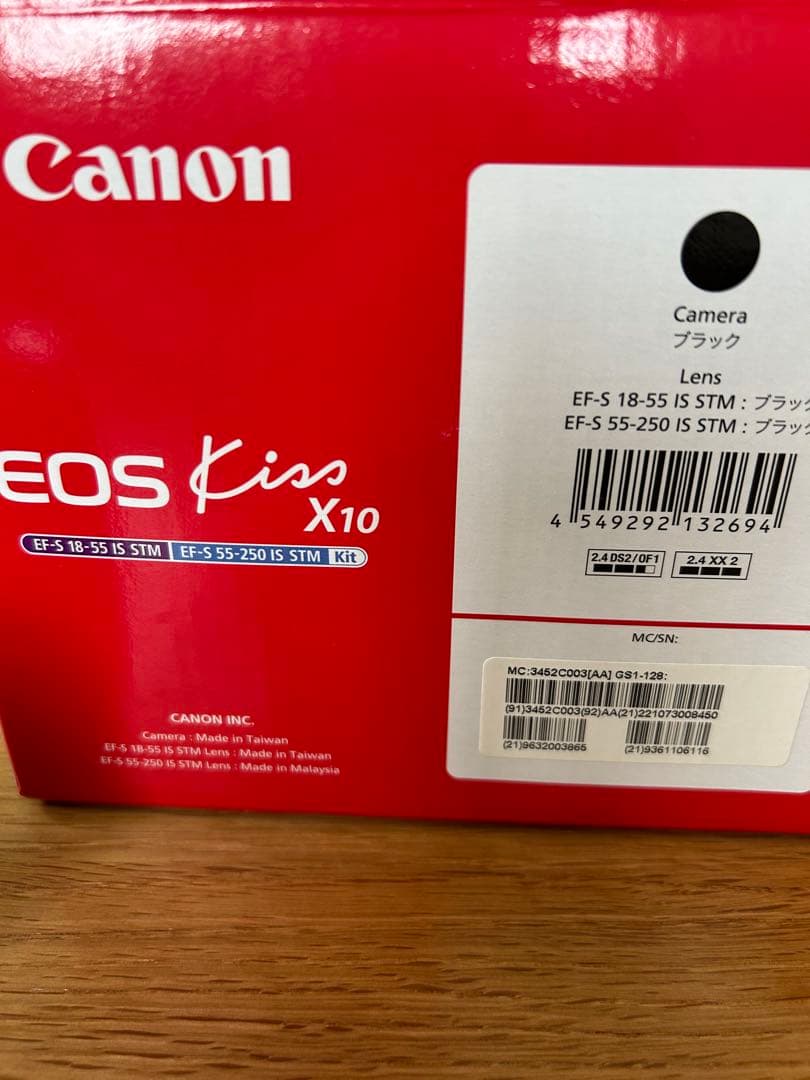 Canon
EOS Kiss
X10
EF-S 18-55 IS STM EF-S 55-250 IS STM Kit
CANON INC.
Camera : Made in Taiwan
EF-S 18-55 IS STM Lens : Made in Taiwan
EF-S 55-250 IS STM Lens : Made in Malaysia
Camera
ブラック
Lens
EF-S 18-55 IS STM : ブラック
EF-S 55-250 IS STM : ブラック
4 549292 132694
2.4 DS2/0F1 2.4 XX 2
MC/SN:
MC:3452C003[AA] GS1-128:
(91)3452C003(92)AA(21)221073008450
(21)9632003865 (21)9361106116